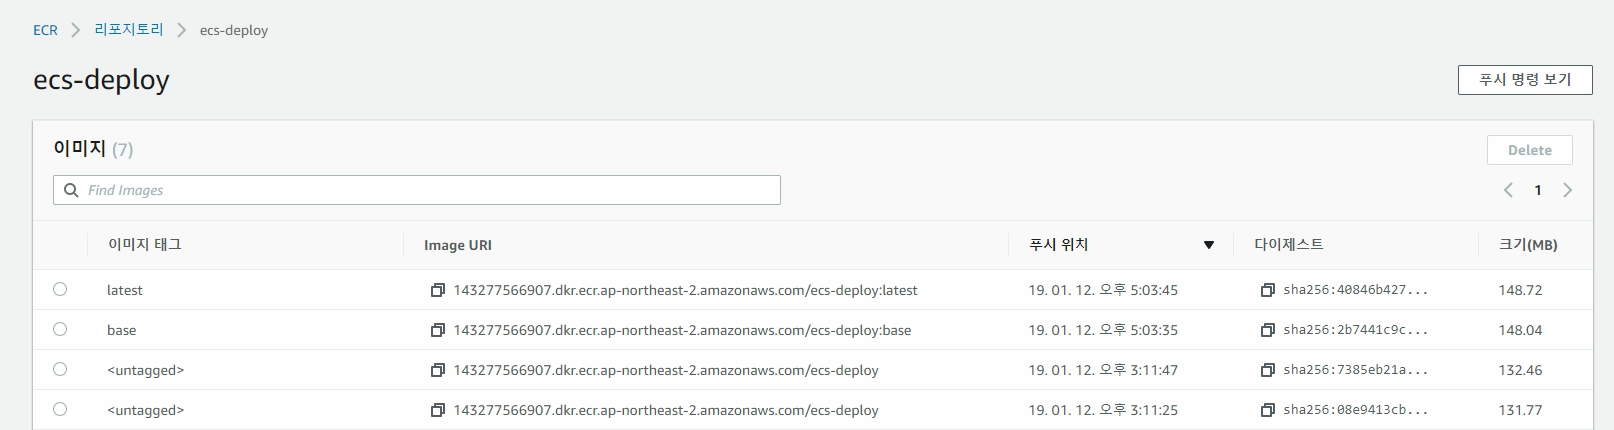 ECR > 리포지토리 > ecs-deploy
ecs-deploy
푸시 명령 보기
이미지 (7)
Delete
Find Images
1
이미지 태그 Image URI 푸시 위치 다이제스트 크기(MB)
latest 143277566907.dkr.ecr.ap-northeast-2.amazonaws.com/ecs-deploy:latest 19. 01. 12. 오후 5:03:45 sha256:40846b427... 148.72
base 143277566907.dkr.ecr.ap-northeast-2.amazonaws.com/ecs-deploy:base 19. 01. 12. 오후 5:03:35 sha256:2b7441c9c... 148.04
<untagged> 143277566907.dkr.ecr.ap-northeast-2.amazonaws.com/ecs-deploy 19. 01. 12. 오후 3:11:47 sha256:7385eb21a... 132.46
<untagged> 143277566907.dkr.ecr.ap-northeast-2.amazonaws.com/ecs-deploy 19. 01. 12. 오후 3:11:25 sha256:08e9413cb... 131.77